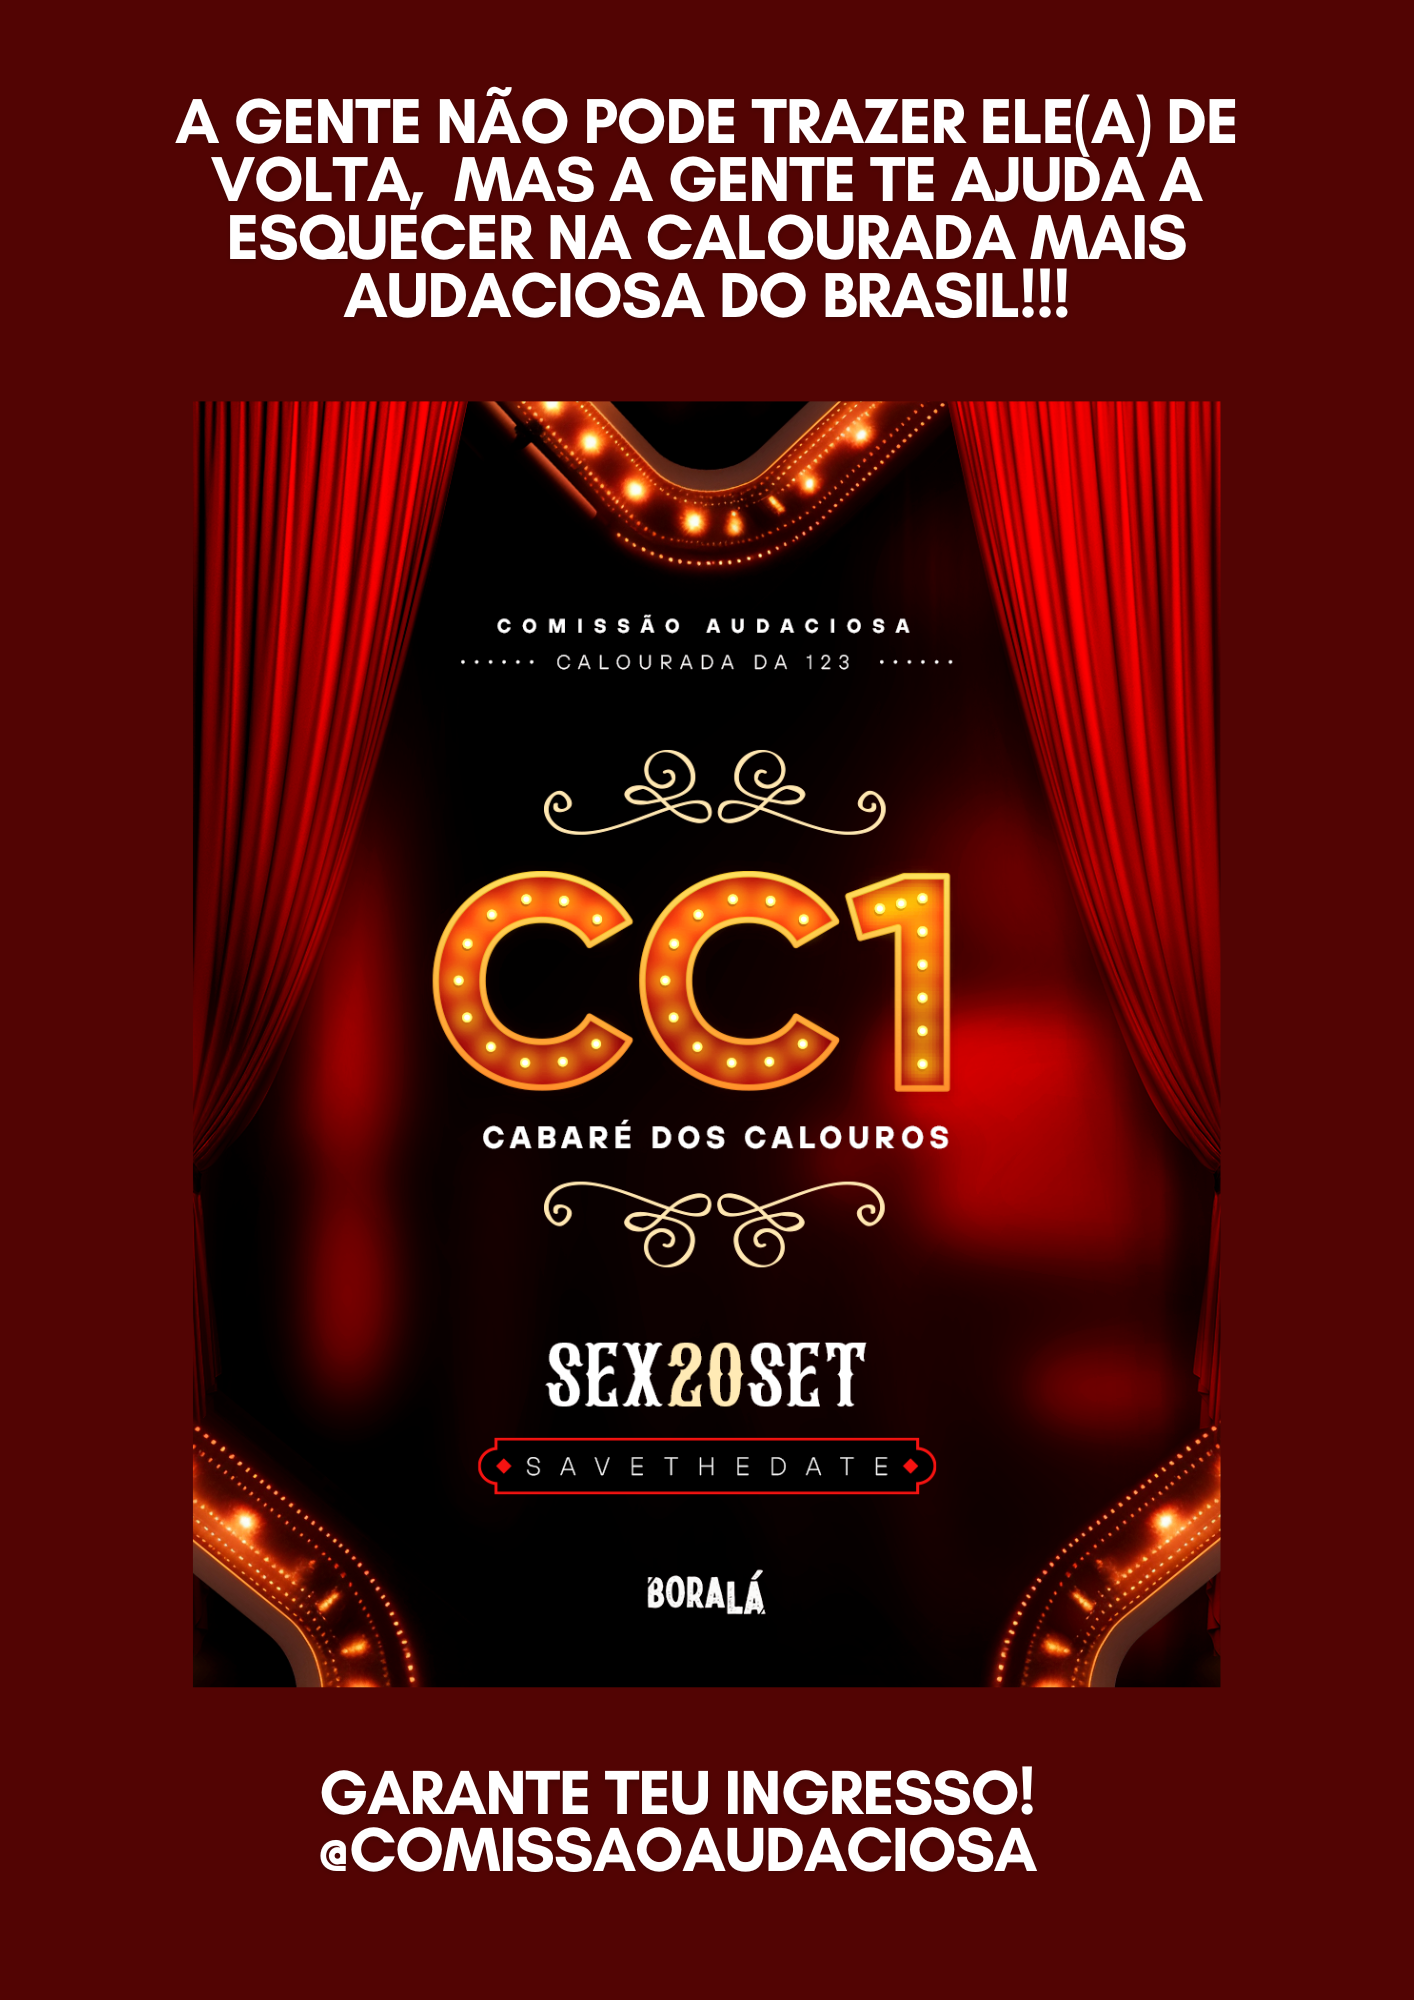 A GENTE NÃO PODE TRAZER ELE(A) DE
VOLTA, MAS A GENTE TE AJUDA A
ESQUECER NA CALOURADA MAIS
AUDACIOSA DO BRASIL!!!
COMISSÃO AUDACIOSA
CALOURADA DA 123
CC1
CABARÉ DOS CALOUROS
SEX20SET
SAVETHEDATE
BORALÁ
GARANTE TEU INGRESSO!
@COMISSAOAUDACIOSA